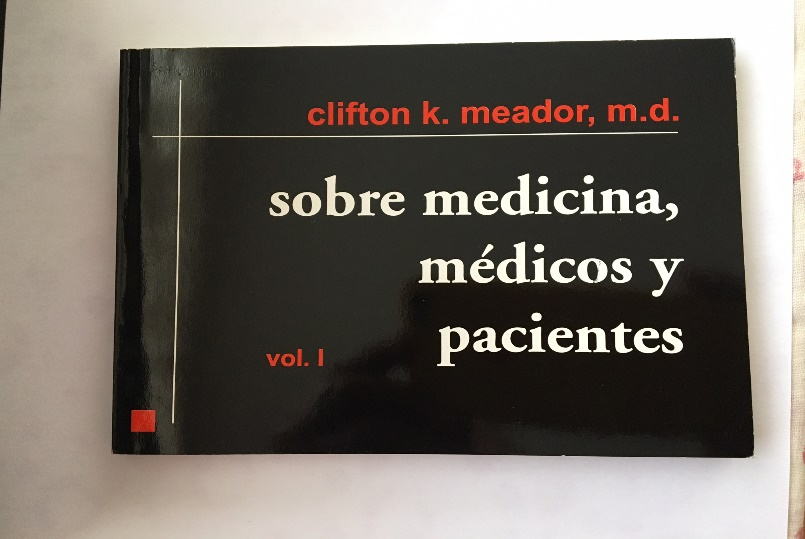 clifton k. meador, m.d.
sobre medicina,
médicos y
pacientes
vol. I